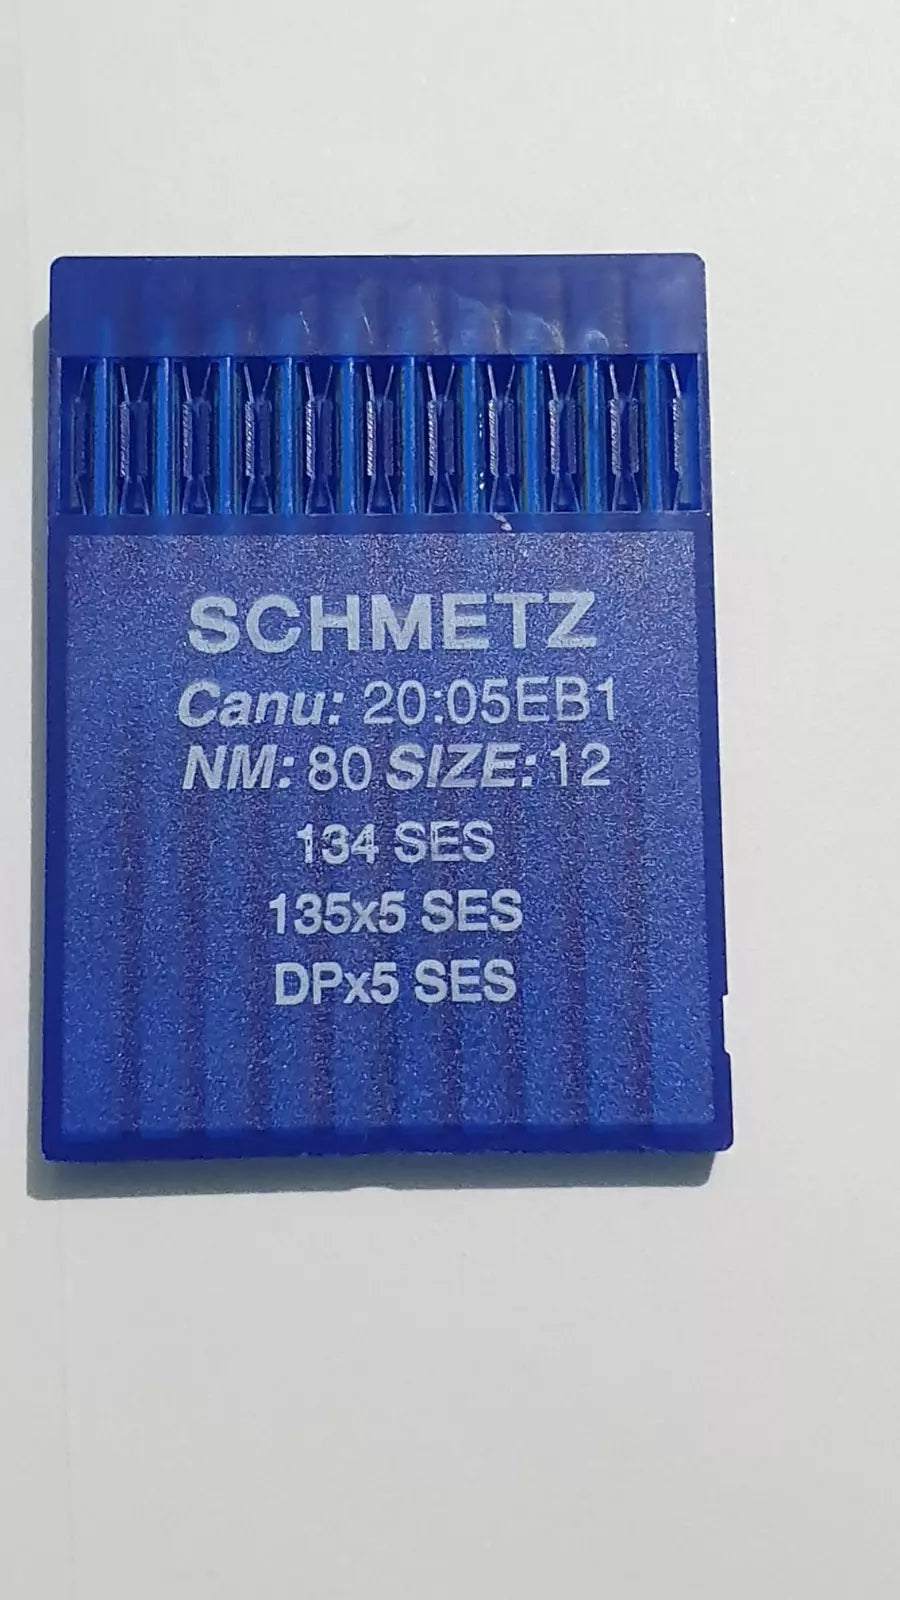 SCHMETZ
Canu: 20:05EB1
NM: 80 SIZE: 12
134 SES
135x5 SES
DPx5 SES